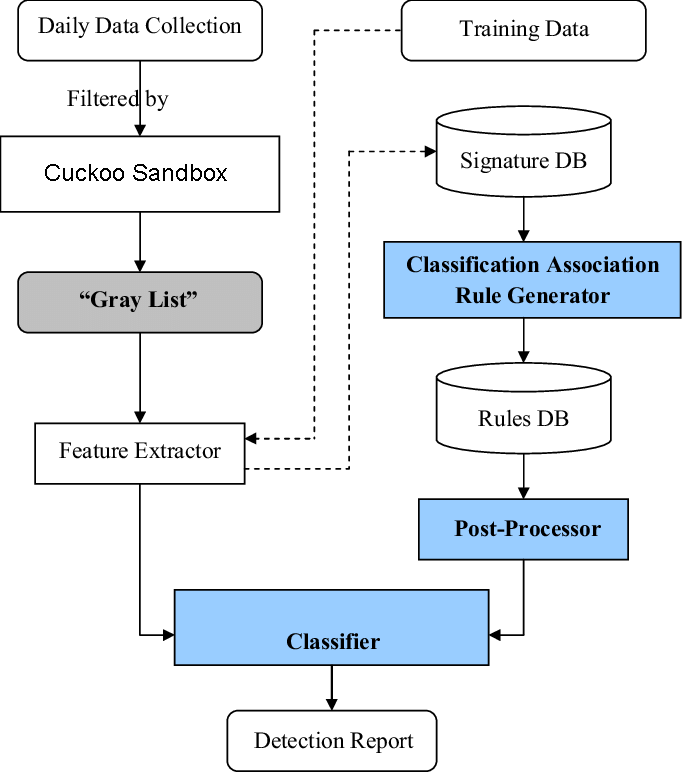 Daily Data Collection
Training Data
Filtered by
Signature DB
Cuckoo Sandbox
Classification Association
Rule Generator
“Gray List”
Rules DB
Feature Extractor
Post-Processor
Classifier
Detection Report